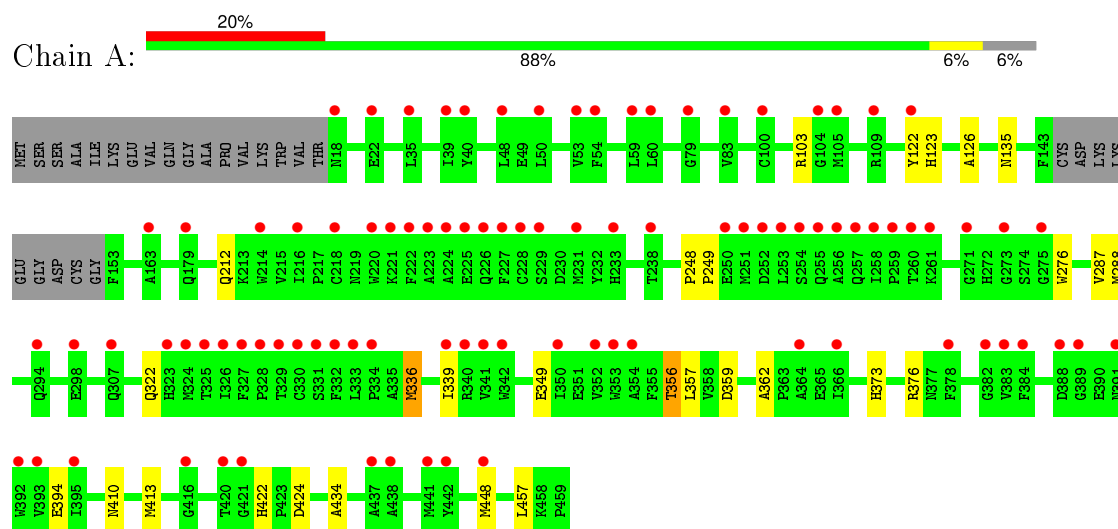 20%
Chain A:
88% 6% 6%
MET SER SER ALA ILE LYS GLU VAL GLN GLY ALA PRO VAL LYS TRP VAL THR N18 E22 L35 I39 Y40 L48 E49 L50 V53 F54 L59 L60 G79 V83 C100 R103 G104 M105 R109 Y122 H123 A126 N135 F143 CYS ASP LYS LYS
GLU GLY ASP CYS GLY F153 A163 Q179 Q212 K213 W214 V215 I216 P217 C218 N219 W220 K221 F222 A223 A224 E225 Q226 F227 C228 S229 D230 M231 Y232 H233 T238 P248 P249 E250 M251 D252 L253 S254 Q255 A256 Q257 I258 P259 T260 K261 G271 H272 G273 S274 G275 W276 V287 M288
Q294 E298 Q307 Q322 H323 M324 T325 I326 F327 P328 T329 C330 S331 F332 L333 P334 A335 M336 I339 R340 V341 W342 E349 I350 E351 V352 W353 A354 F355 T356 L357 V358 D359 A362 P363 A364 E365 I366 H373 R376 N377 F378 G382 V383 F384 D388 G389 E390 N391
W392 V393 E394 I395 N410 M413 G416 T420 G421 H422 P423 D424 A434 A437 A438 M441 Y442 M448 L457 K458 P459